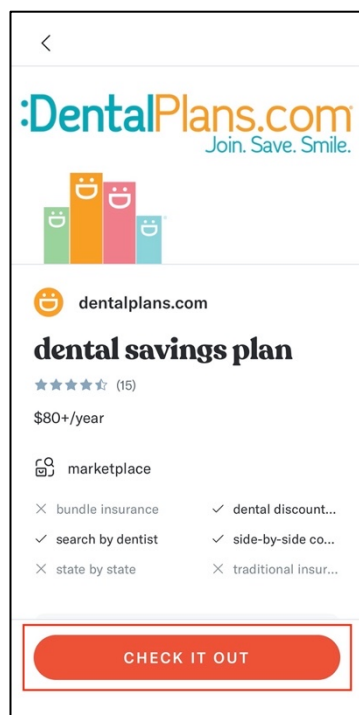 :DentalPlans.com
Join. Save. Smile.
dentalplans.com
dental savings plan
(15)
$80+/year
marketplace
bundle insurance
dental discount...
search by dentist
side-by-side co...
state by state
traditional insur...
CHECK IT OUT